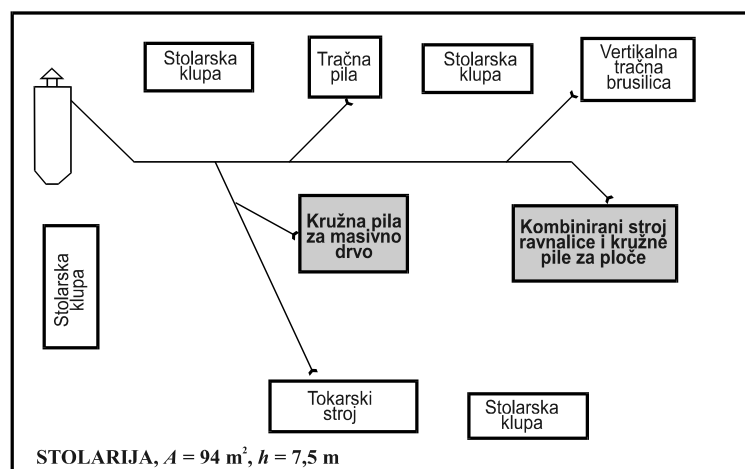 Stolarska
klupa
Tračna
pila
Stolarska
klupa
Vertikalna
tračna
brusilica
Kružna pila
za masivno
drvo
Kombinirani stroj
ravnalice i kružne
pile za ploče
Stolarska
klupa
Tokarski
stroj
Stolarska
klupa
STOLARIJA, A = 94 m², h = 7,5 m